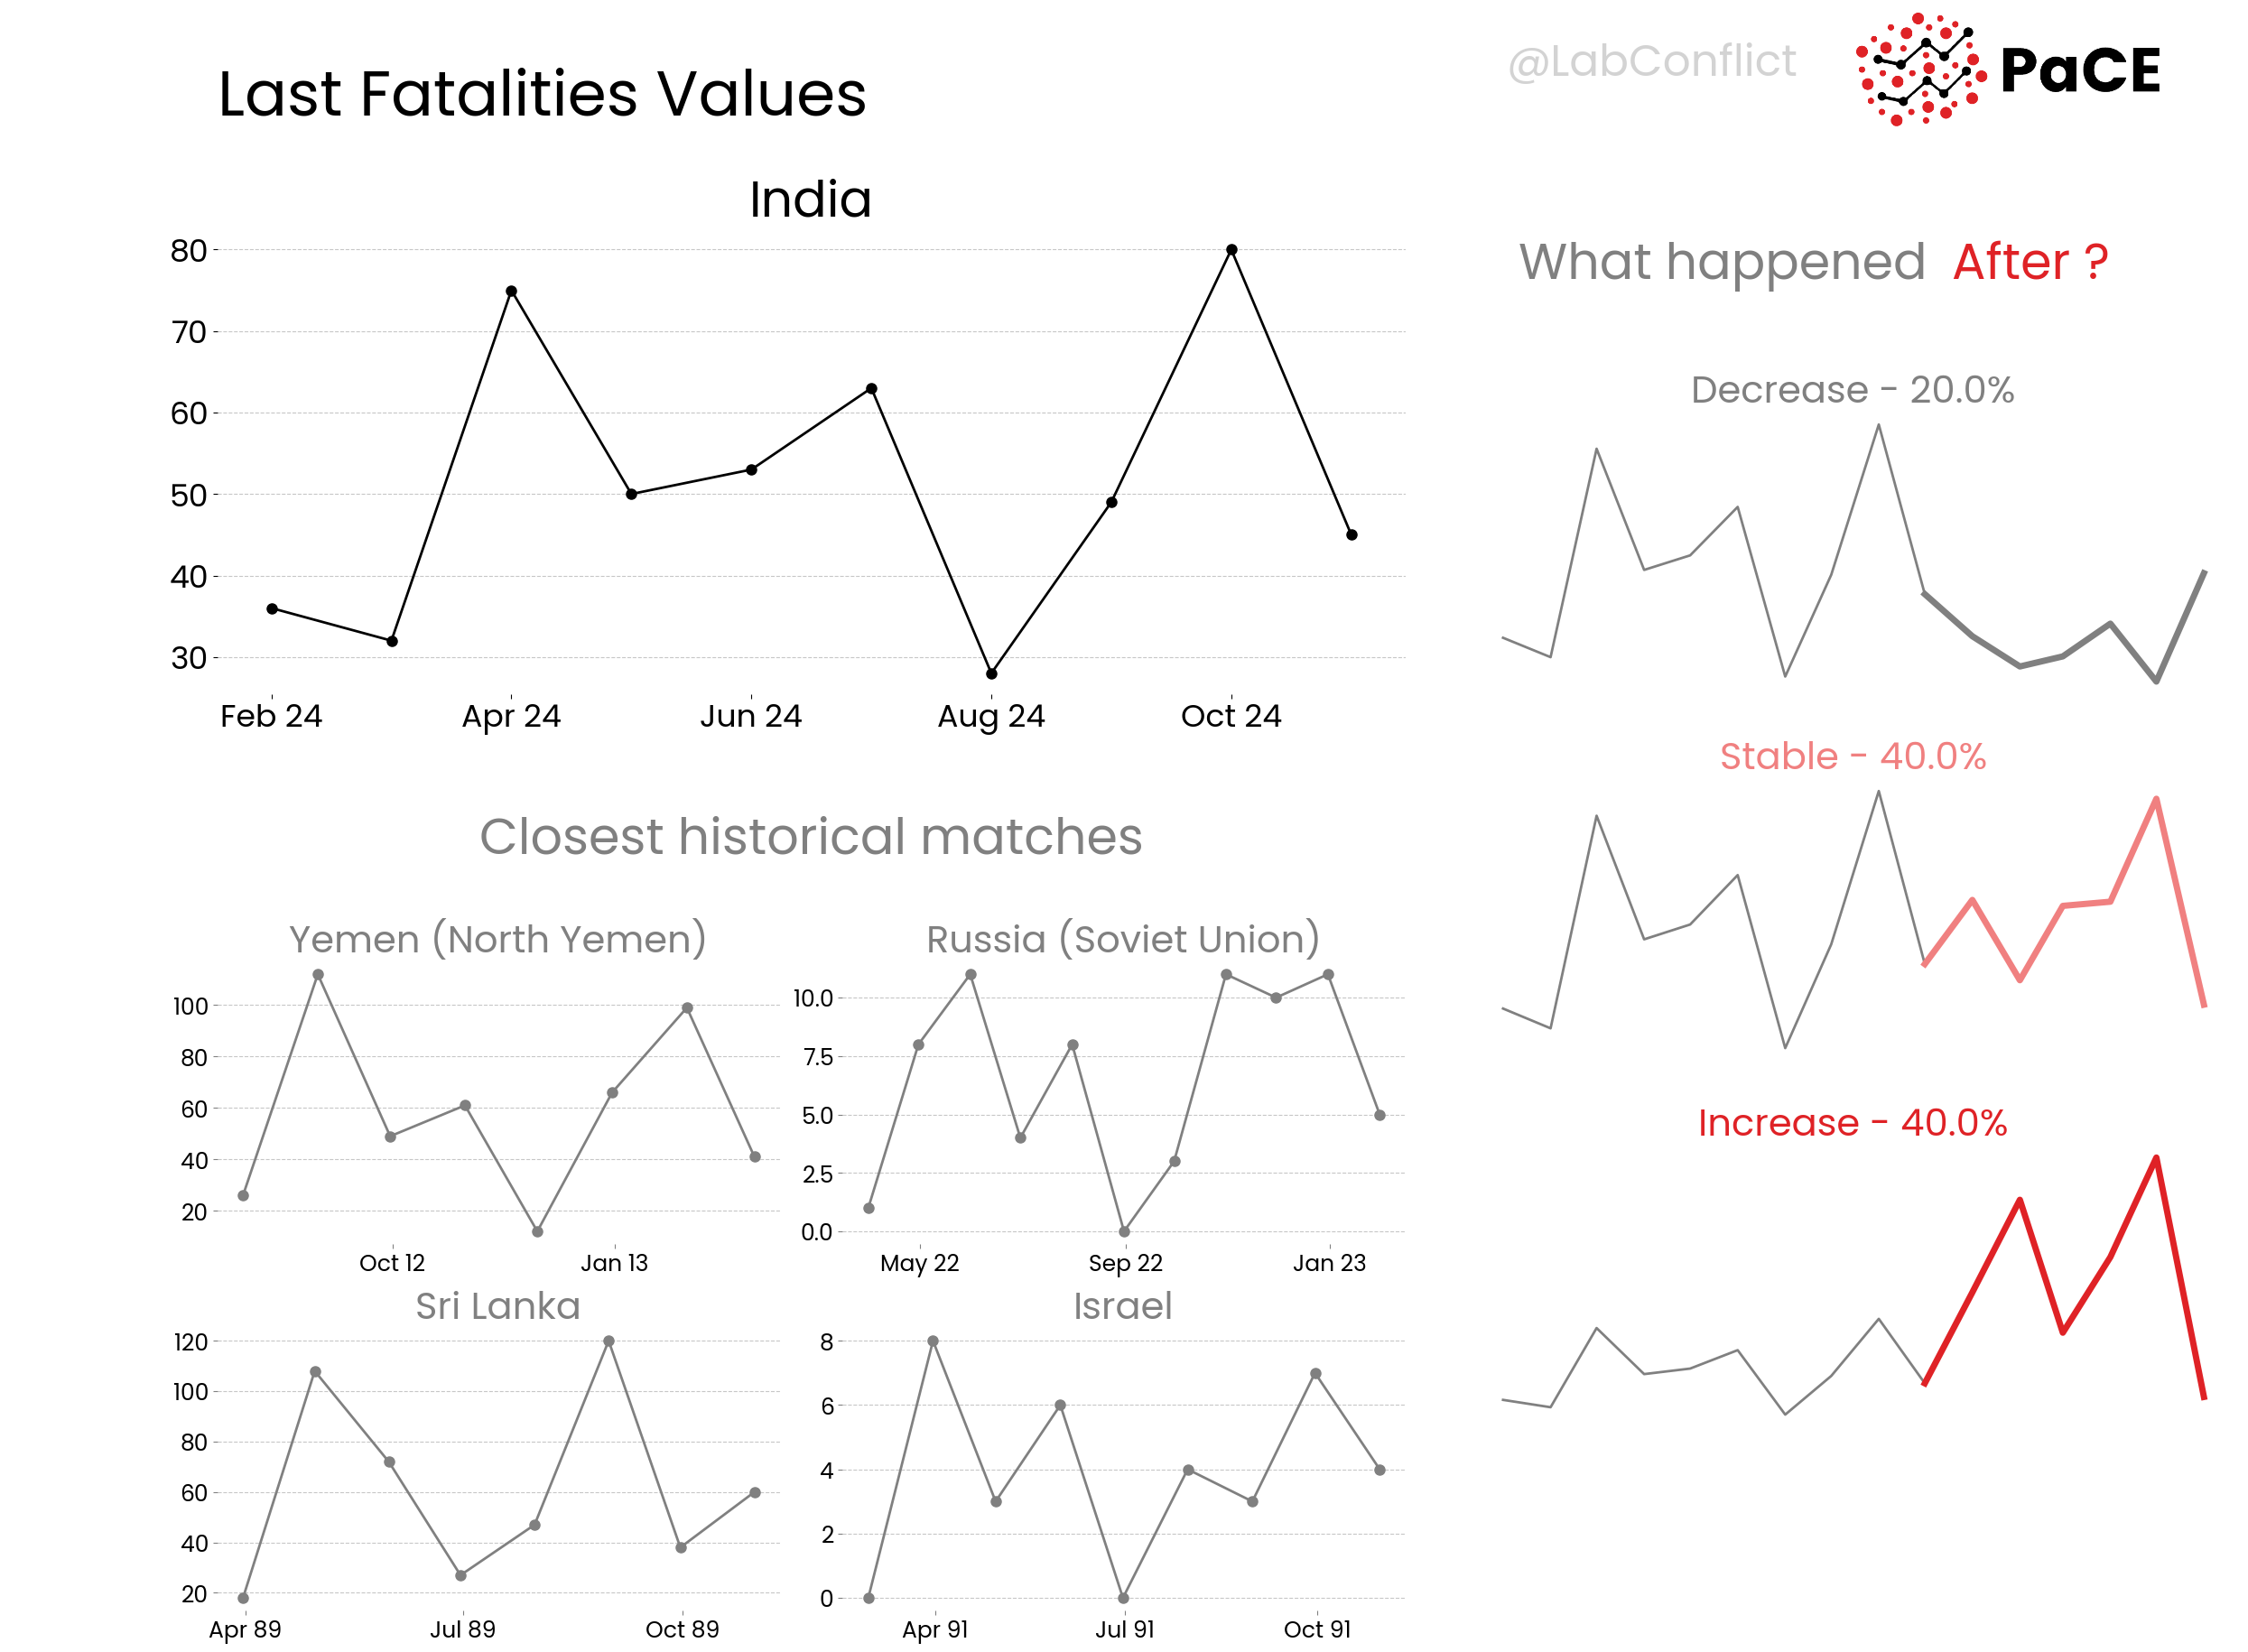 @LabConflict
PaCE
Last Fatalities Values
India
80
70
60
50
40
30
Feb 24 Apr 24 Jun 24 Aug 24 Oct 24
What happened After ?
Decrease - 20.0%
Stable - 40.0%
Increase - 40.0%
Closest historical matches
Yemen (North Yemen)
100
80
60
40
20
Oct 12 Jan 13
Russia (Soviet Union)
10.0
7.5
5.0
2.5
0.0
May 22 Sep 22 Jan 23
Sri Lanka
120
100
80
60
40
20
Apr 89 Jul 89 Oct 89
Israel
8
6
4
2
0
Apr 91 Jul 91 Oct 91